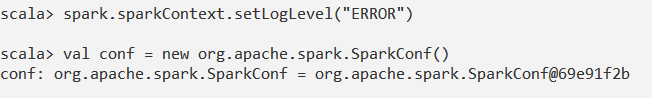 scala> spark.sparkContext.setLogLevel("ERROR")
scala> val conf = new org.apache.spark.SparkConf()
conf: org.apache.spark.SparkConf = org.apache.spark.SparkConf@69e91f2b